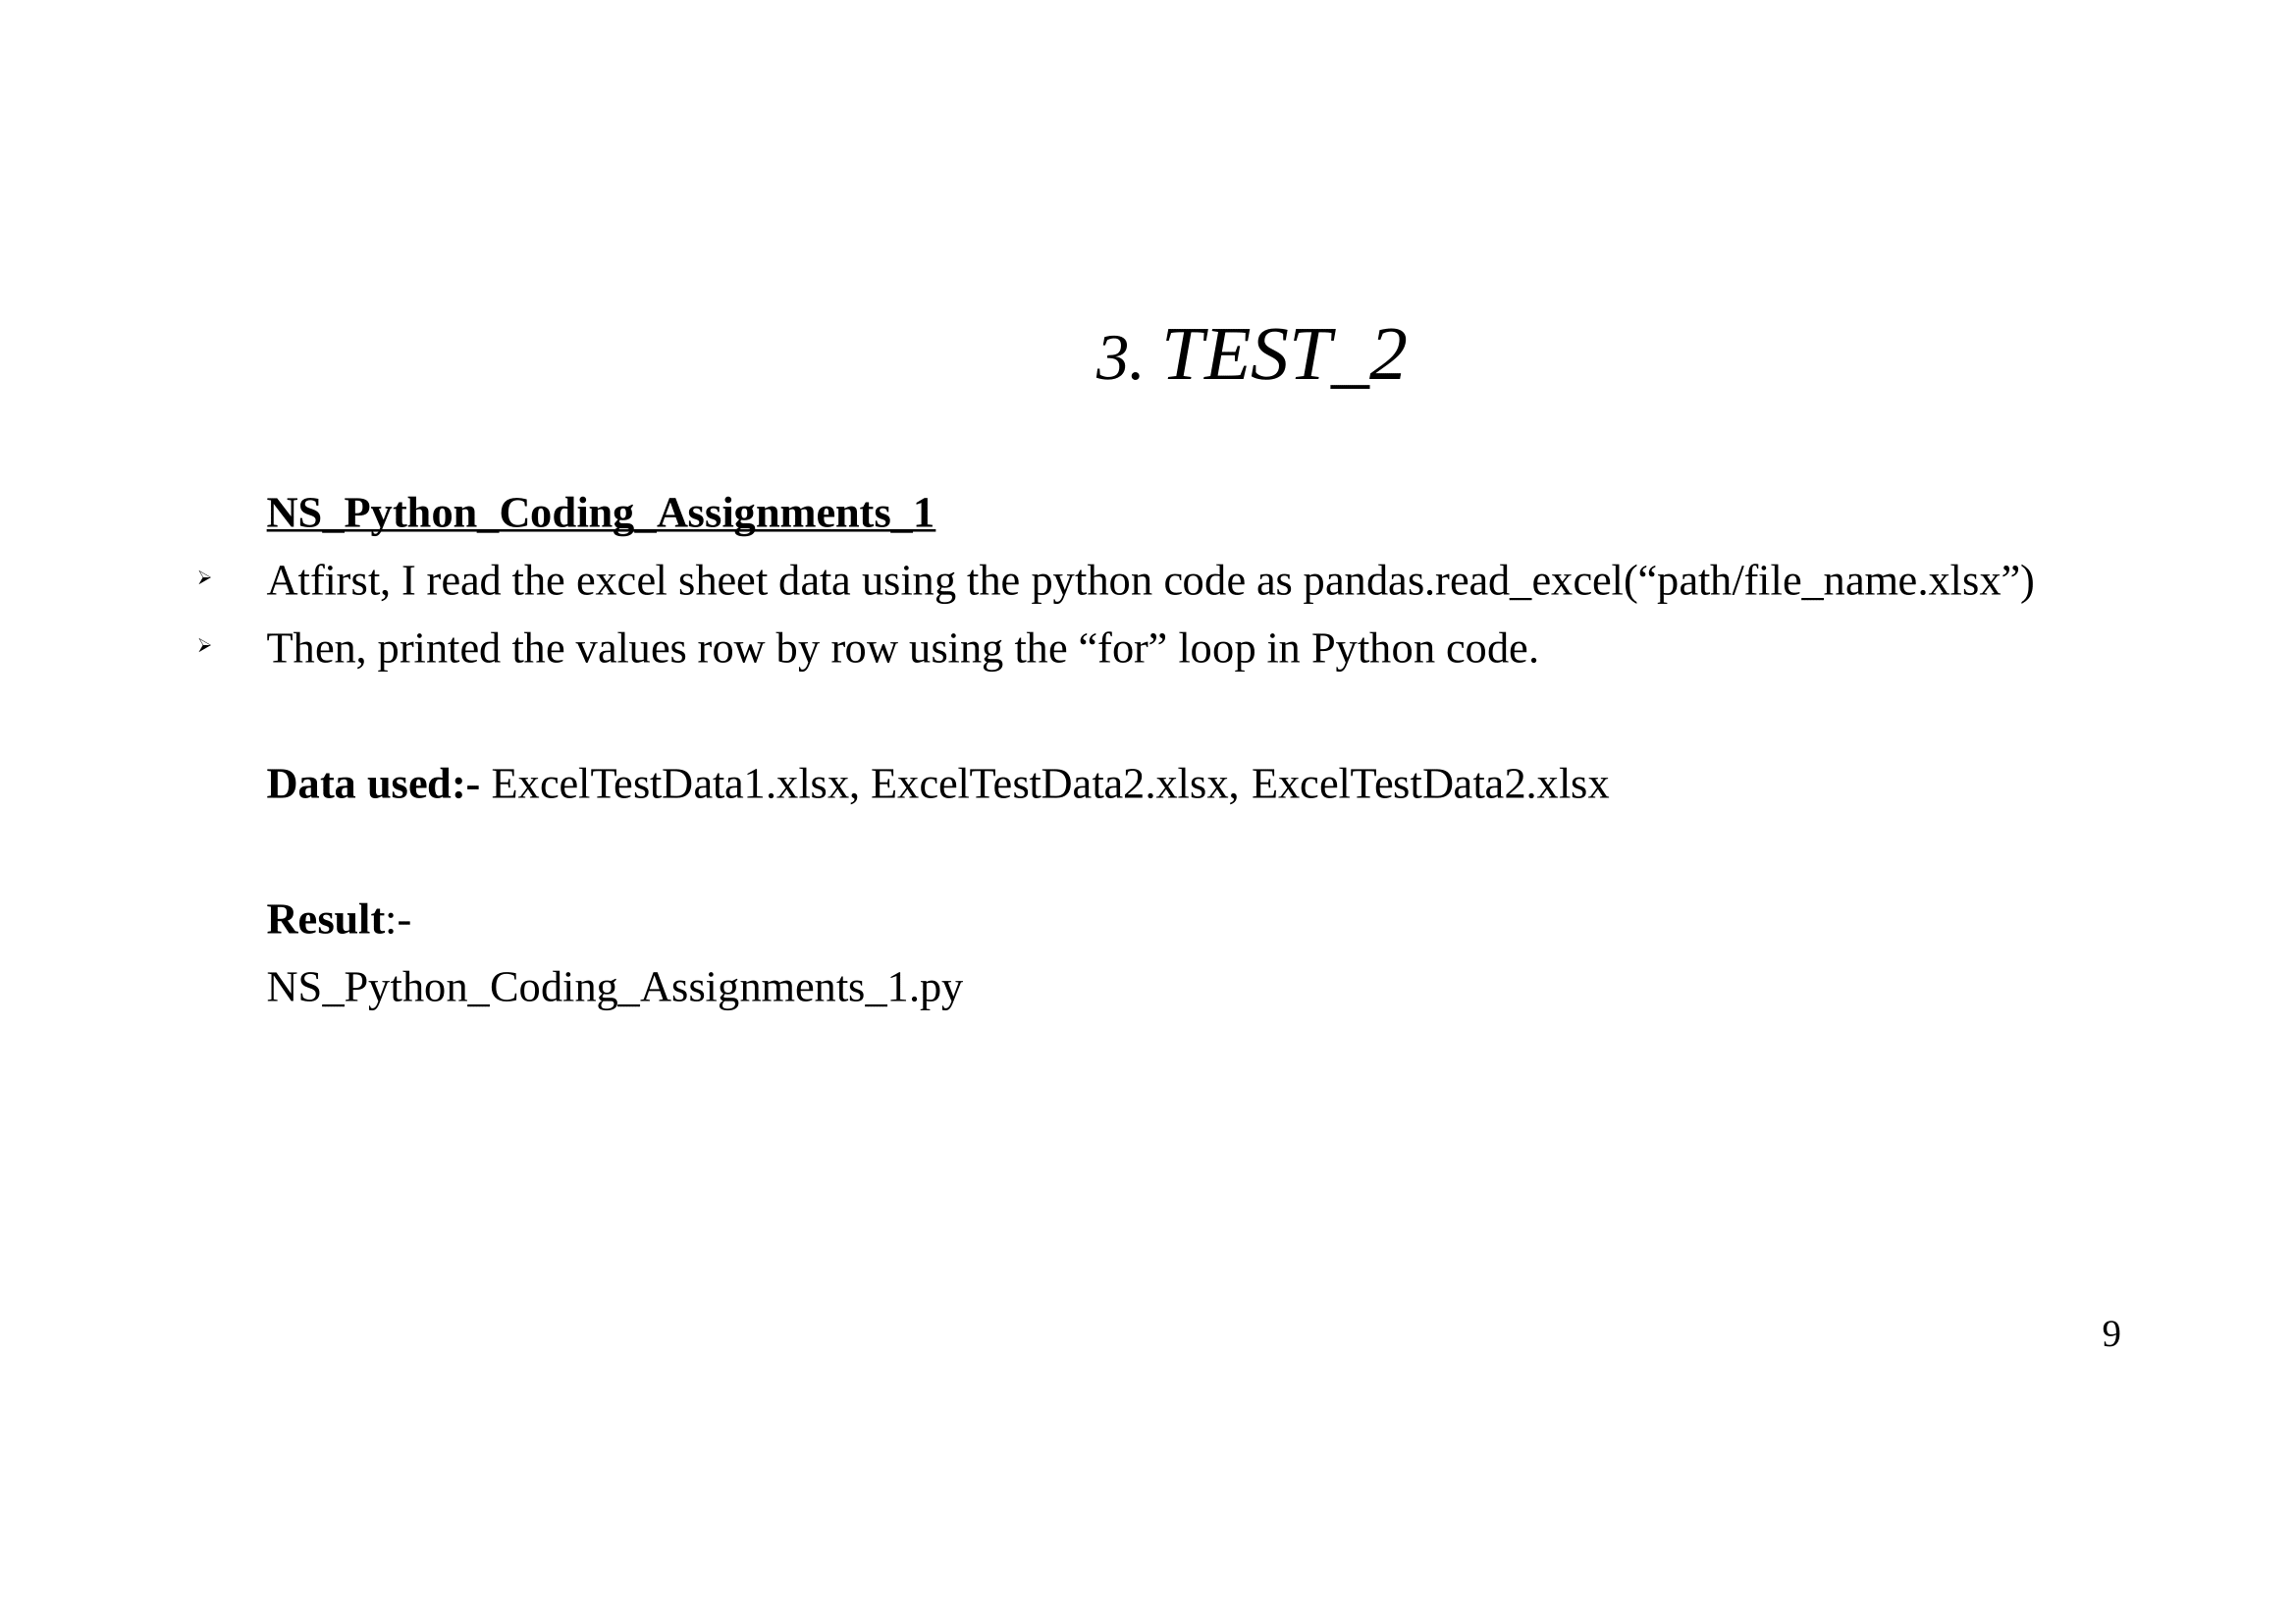 3. TEST_2
NS_Python_Coding_Assignments_1
➢ Atfirst, I read the excel sheet data using the python code as pandas.read_excel(“path/file_name.xlsx”)
➢ Then, printed the values row by row using the “for” loop in Python code.
Data used:- ExcelTestData1.xlsx, ExcelTestData2.xlsx, ExcelTestData2.xlsx
Result:-
NS_Python_Coding_Assignments_1.py
9